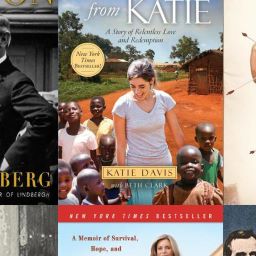 ON
from KATIE
A Story of Relentless Love
and Redemption
New York
Times
BESTSELLER!
KATIE DAVIS
with BETH CLARK
BERG
R OF LINDBERGH
NEW YORK TIMES BESTSELLER
A Memoir of Survival,
Hope, and